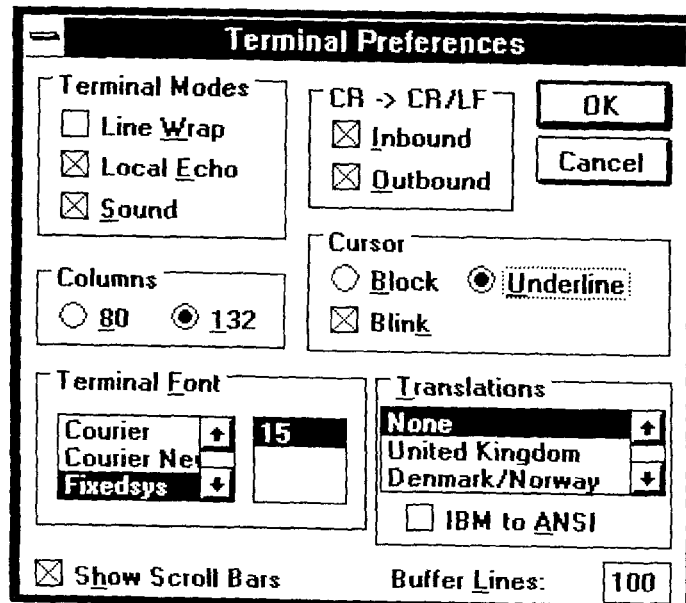 Terminal Preferences
Terminal Modes
Line Wrap
Local Echo
Sound
CR -> CR/LF
Inbound
Outbound
OK
Cancel
Columns
80 132
Cursor
Block Underline
Blink
Terminal Font
Courier
Courier Ne
Fixedsys
15
Translations
None
United Kingdom
Denmark/Norway
IBM to ANSI
Show Scroll Bars
Buffer Lines: 100